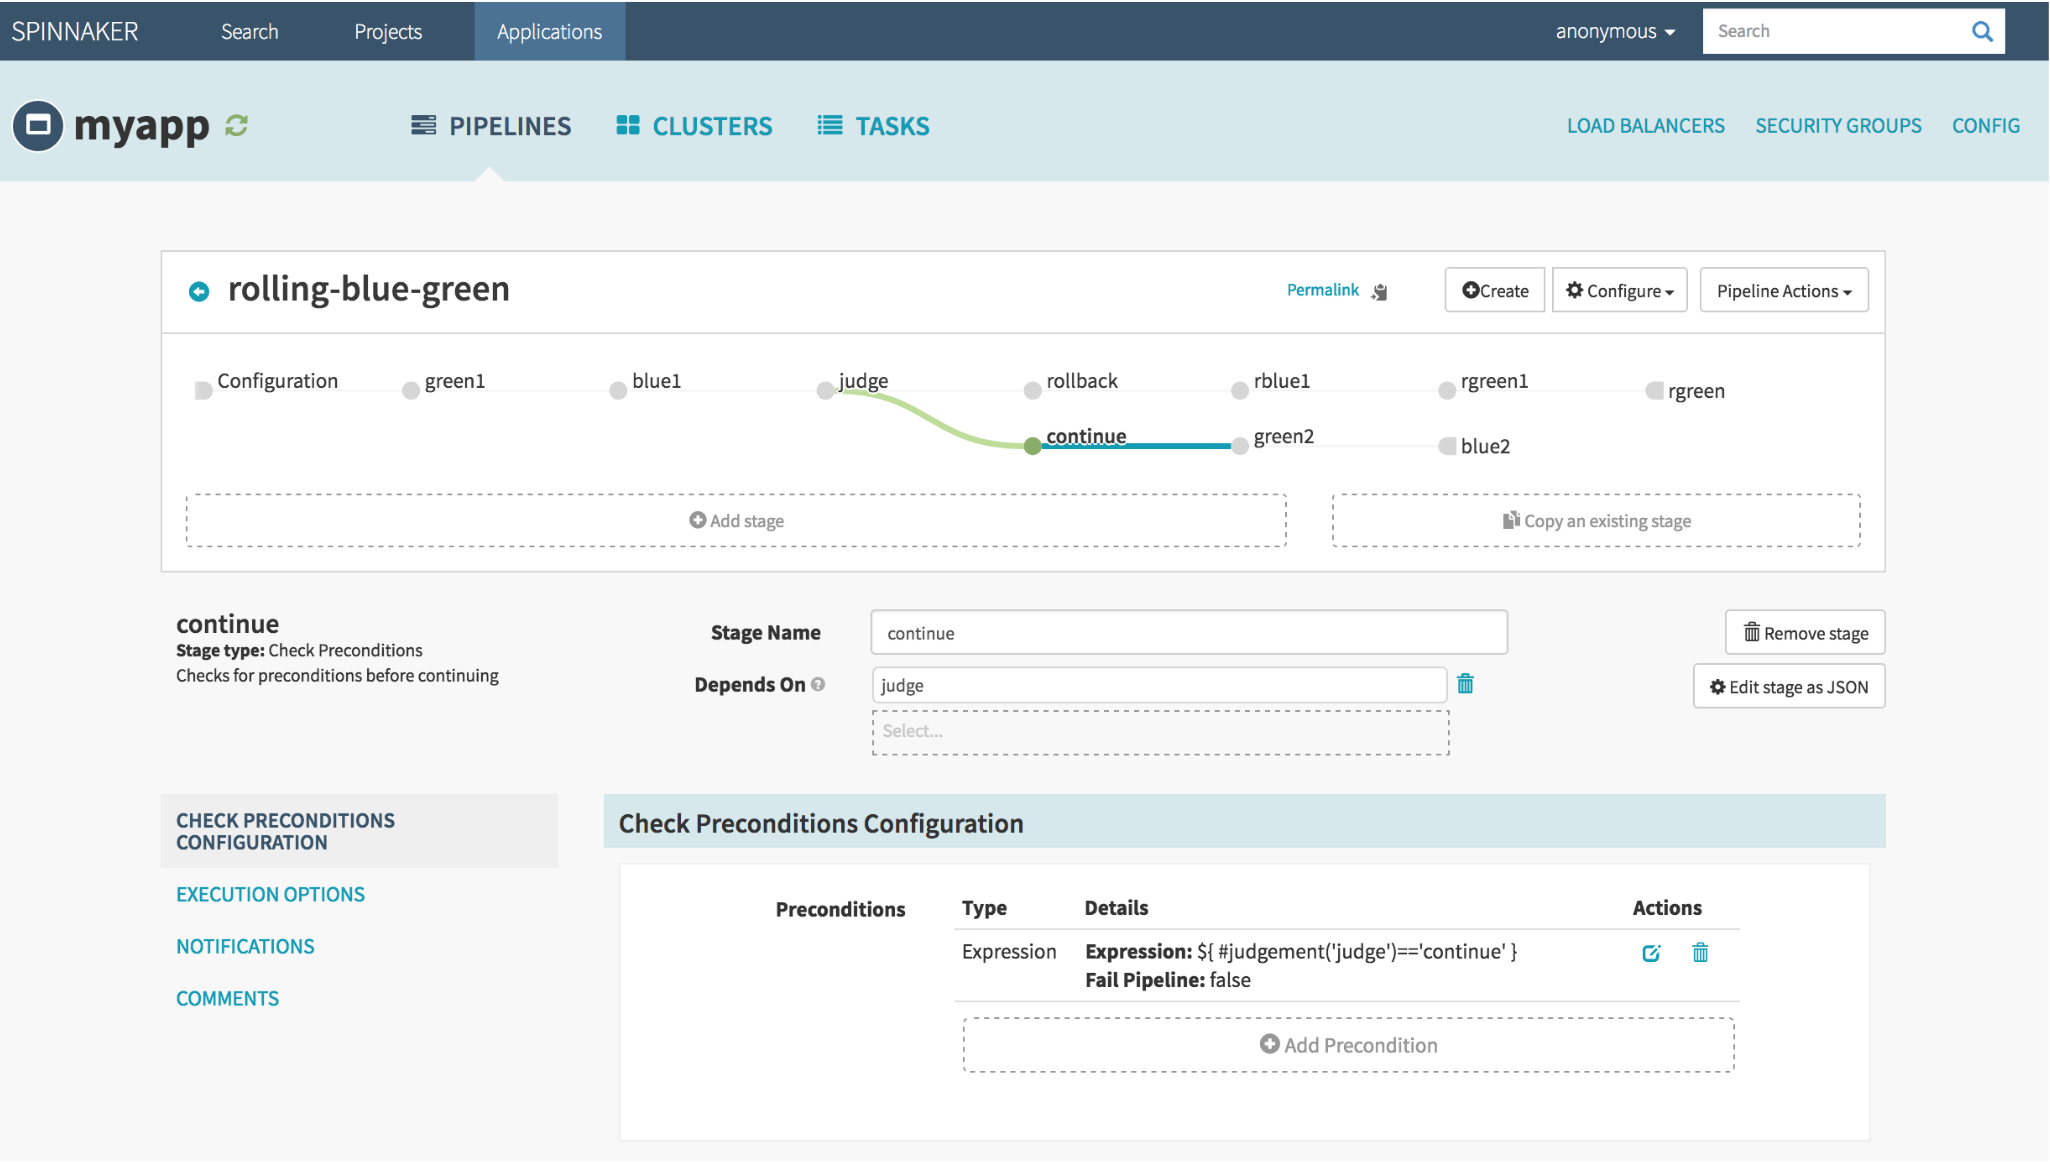 SPINNAKER Search Projects Applications anonymous Search
myapp PIPELINES CLUSTERS TASKS LOAD BALANCERS SECURITY GROUPS CONFIG
rolling-blue-green Permalink Create Configure Pipeline Actions
Configuration green1 blue1 judge rollback rblue1 rgreen1 rgreen
continue green2 blue2
Add stage Copy an existing stage
continue
Stage type: Check Preconditions
Checks for preconditions before continuing
Stage Name continue Remove stage
Depends On judge Edit stage as JSON
Select...
CHECK PRECONDITIONS
CONFIGURATION
EXECUTION OPTIONS
NOTIFICATIONS
COMMENTS
Check Preconditions Configuration
Preconditions Type Details Actions
Expression Expression: ${ #judgement('judge')=='continue' }
Fail Pipeline: false
Add Precondition